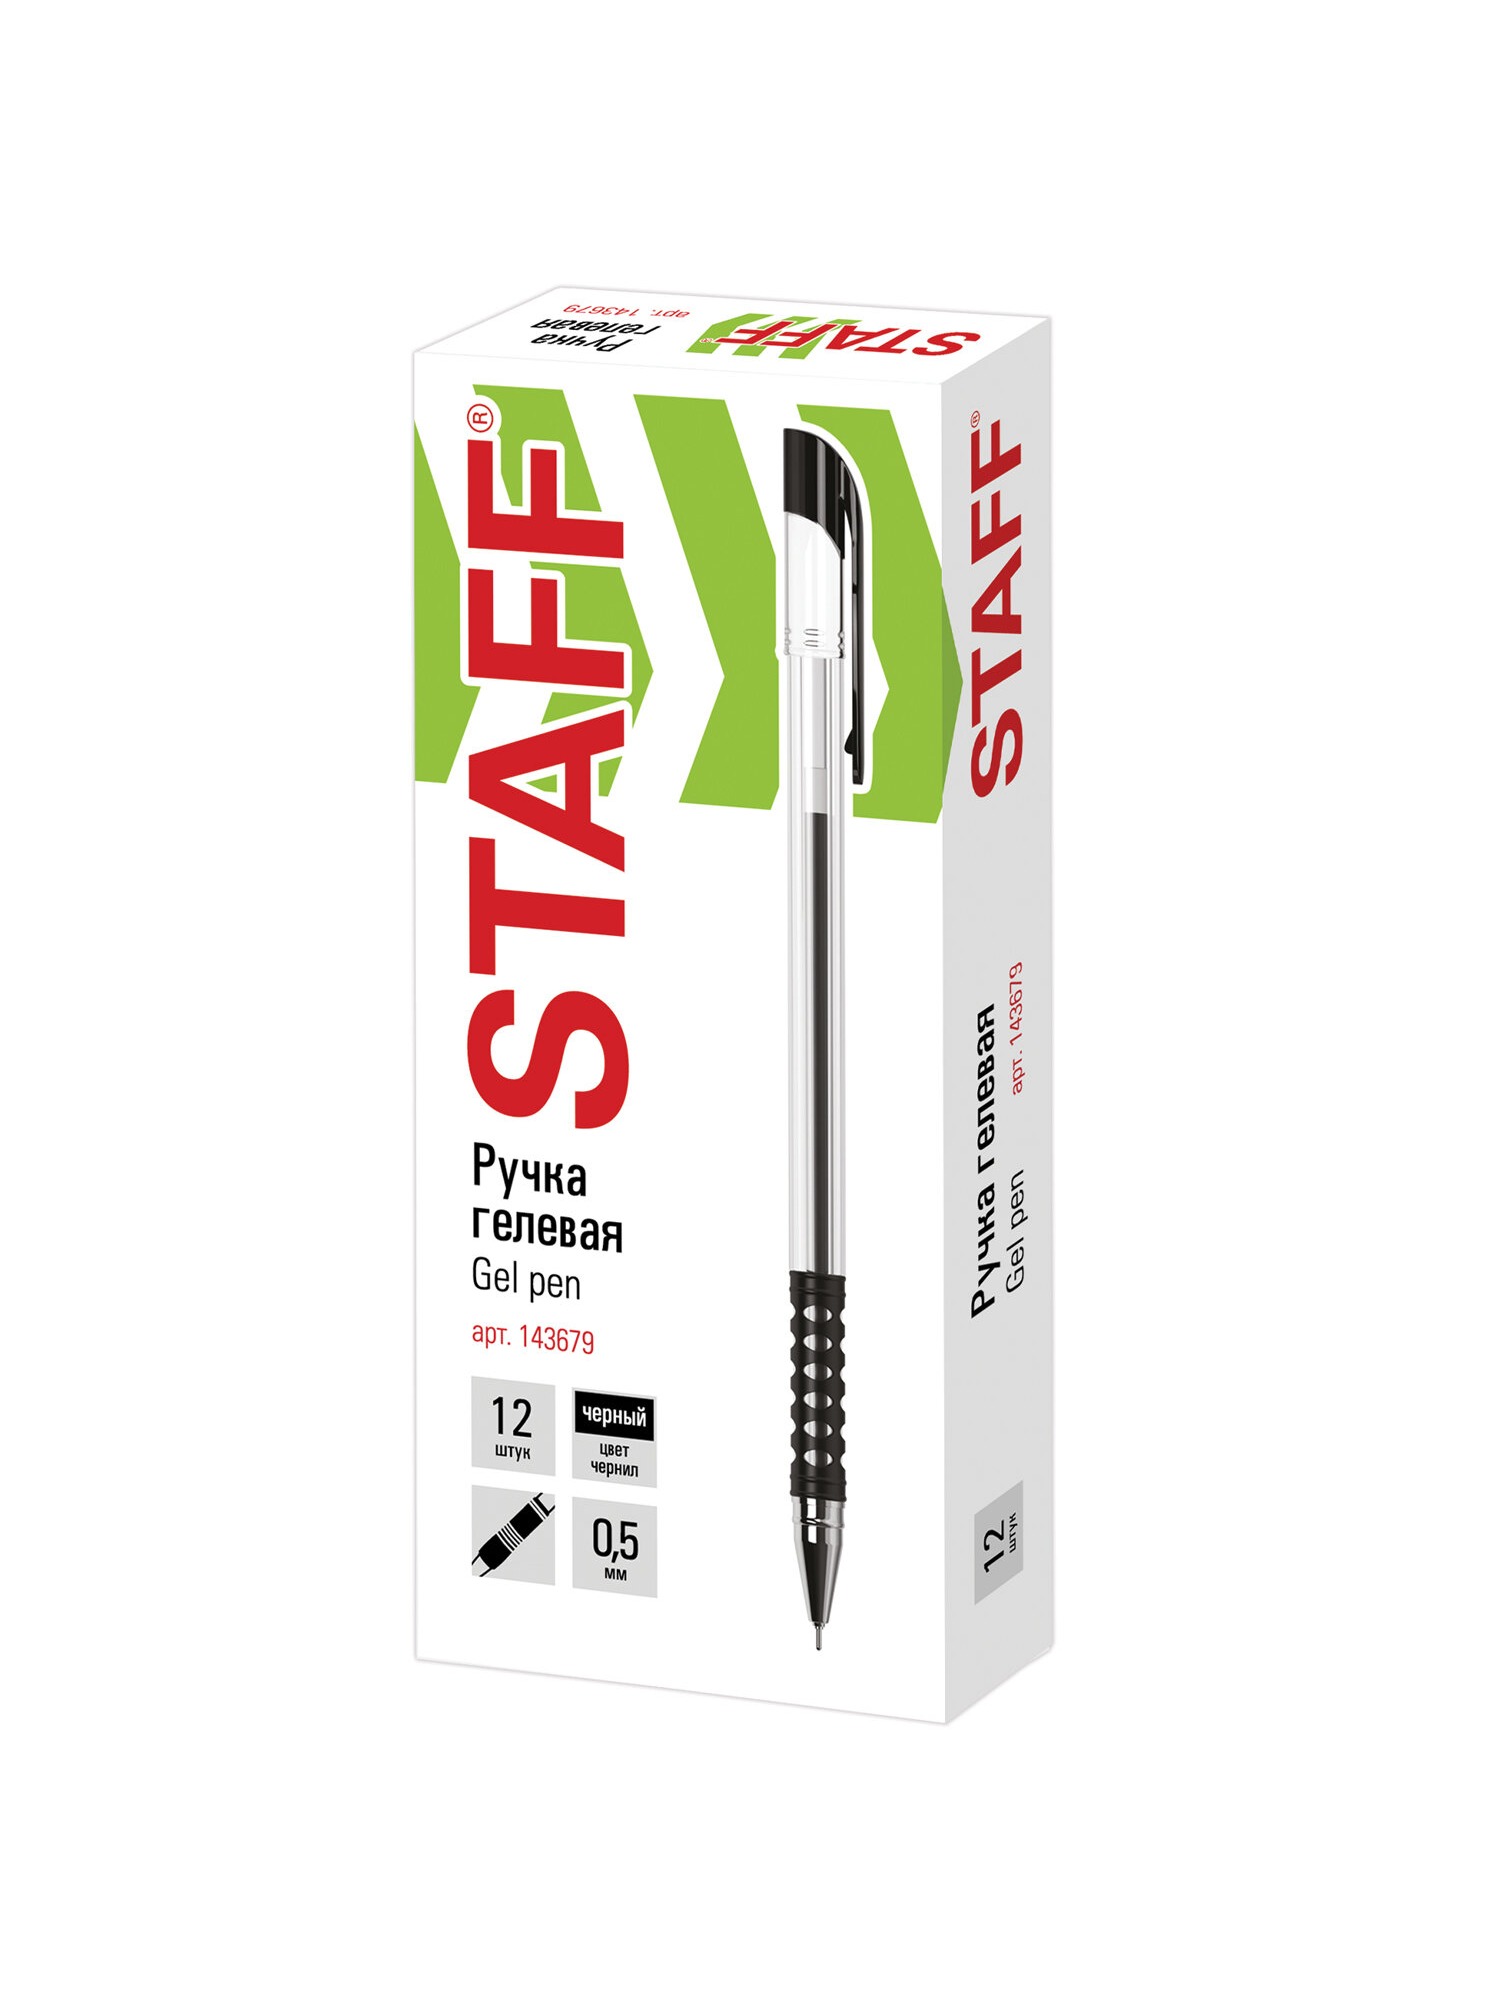 арт. 143679
Ручка
гелевая
STAFF®
STAFF®
Ручка
гелевая
Gel pen
арт. 143679
12
штук
черный
цвет
чернил
0,5
мм
STAFF®
Ручка гелевая
Gel pen
арт. 143679
12
штук